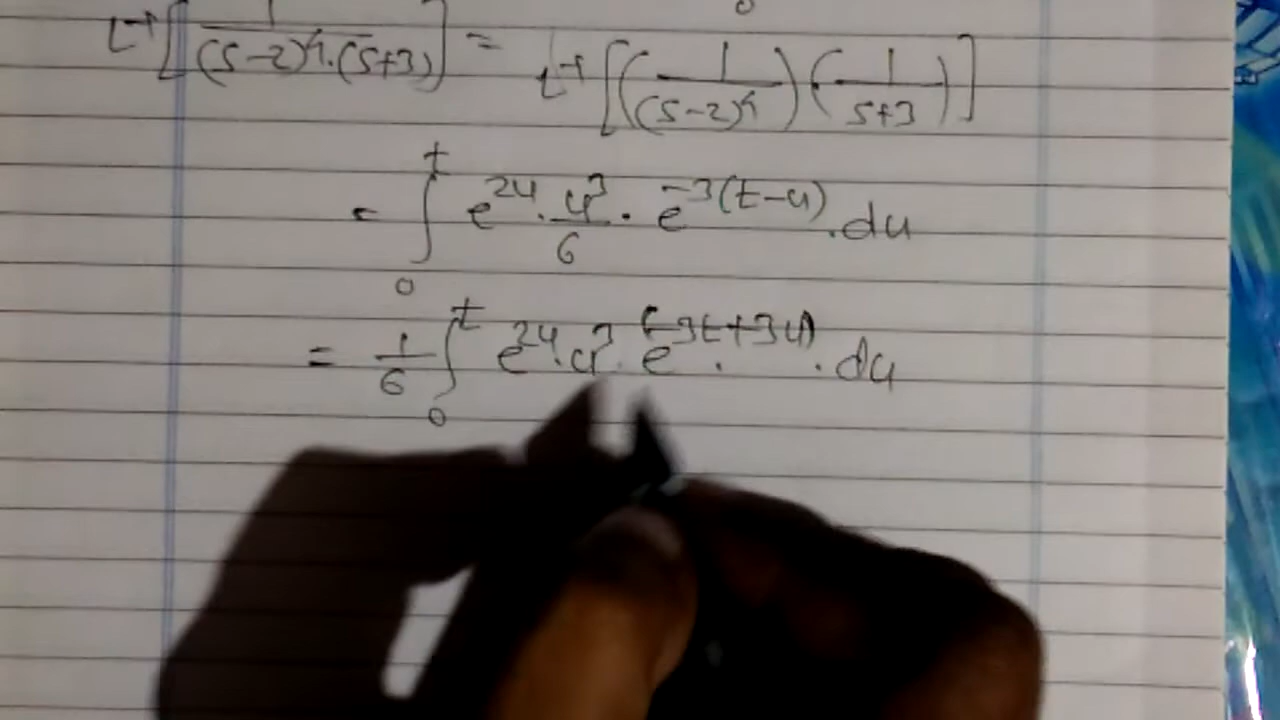 L⁻¹[1/((s-2)⁴.(s+3))] = L⁻¹[(1/(s-2)⁴)(1/(s+3))]
= ∫₀ᵗ e²ᵘ . u³/6 . e^(-3(t-u)) . du
= 1/6 ∫₀ᵗ e²ᵘ . u³ . e^(-3t+3u) . du